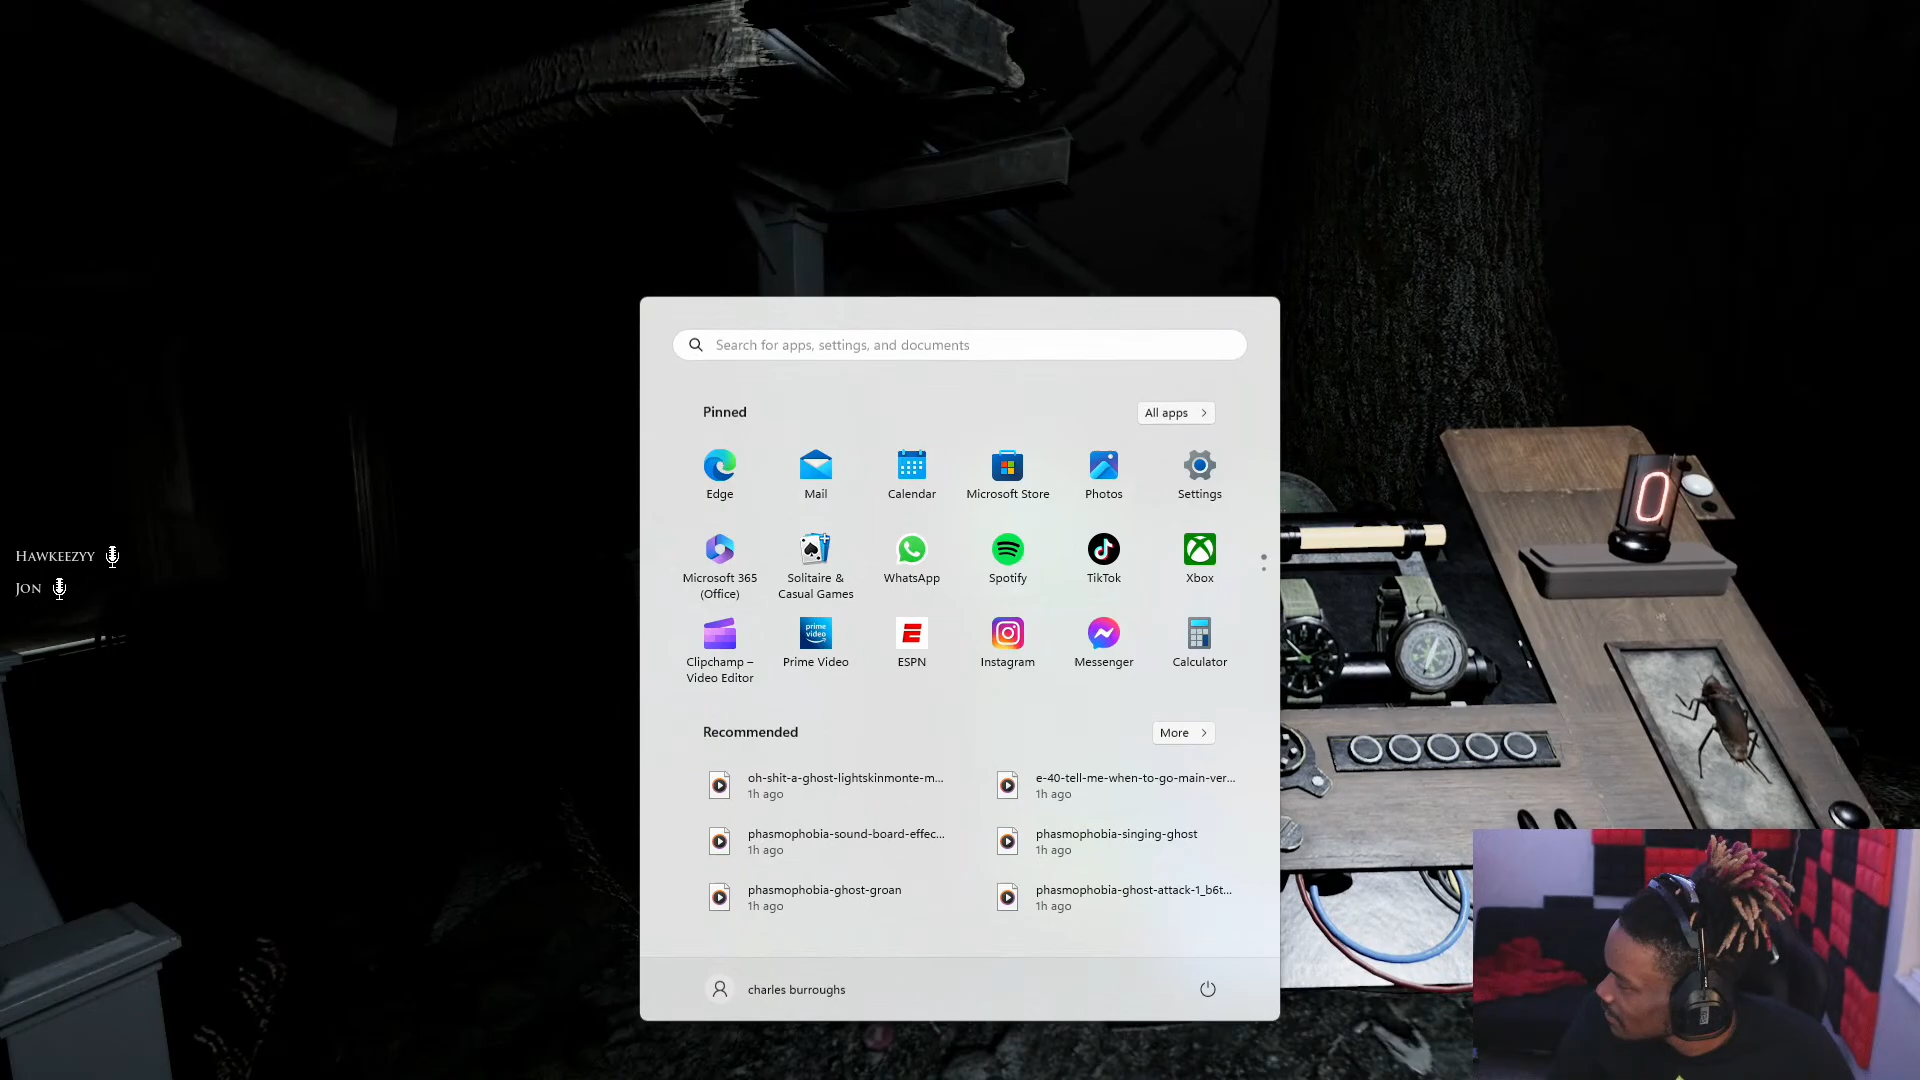 Search for apps, settings, and documents
Pinned
All apps
Edge
Mail
Calendar
Microsoft Store
Photos
Settings
Microsoft 365
(Office)
Solitaire &
Casual Games
WhatsApp
Spotify
TikTok
Xbox
Clipchamp –
Video Editor
prime
video
Prime Video
ESPN
Instagram
Messenger
Calculator
Recommended
More
oh-shit-a-ghost-lightskinmonte-m...
1h ago
e-40-tell-me-when-to-go-main-ver...
1h ago
phasmophobia-sound-board-effec...
1h ago
phasmophobia-singing-ghost
1h ago
phasmophobia-ghost-groan
1h ago
phasmophobia-ghost-attack-1_b6t...
1h ago
charles burroughs
Hawkeezyy
Jon
0